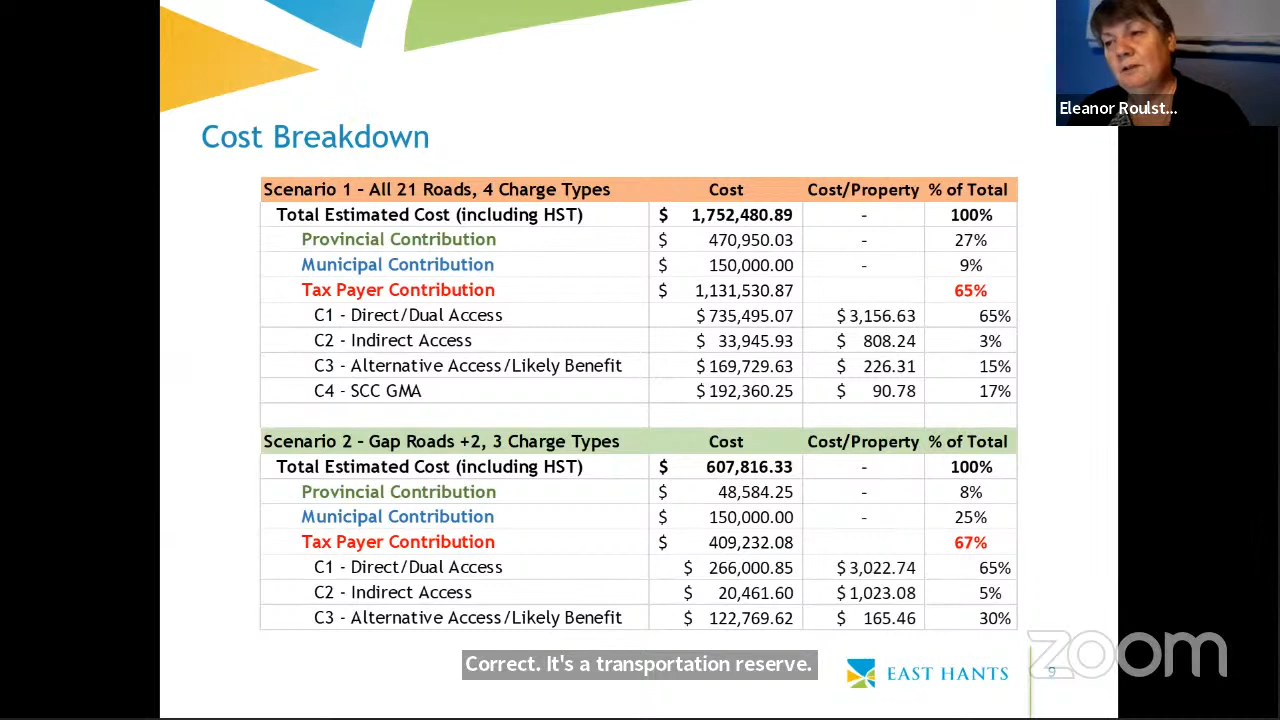 Eleanor Roulst...
Cost Breakdown
Scenario 1 – All 21 Roads, 4 Charge Types Cost Cost/Property % of Total
Total Estimated Cost (including HST) $ 1,752,480.89 - 100%
Provincial Contribution $ 470,950.03 - 27%
Municipal Contribution $ 150,000.00 - 9%
Tax Payer Contribution $ 1,131,530.87 65%
C1 - Direct/Dual Access $ 735,495.07 $ 3,156.63 65%
C2 - Indirect Access $ 33,945.93 $ 808.24 3%
C3 - Alternative Access/Likely Benefit $ 169,729.63 $ 226.31 15%
C4 - SCC GMA $ 192,360.25 $ 90.78 17%
Scenario 2 – Gap Roads +2, 3 Charge Types Cost Cost/Property % of Total
Total Estimated Cost (including HST) $ 607,816.33 - 100%
Provincial Contribution $ 48,584.25 - 8%
Municipal Contribution $ 150,000.00 - 25%
Tax Payer Contribution $ 409,232.08 67%
C1 - Direct/Dual Access $ 266,000.85 $ 3,022.74 65%
C2 - Indirect Access $ 20,461.60 $ 1,023.08 5%
C3 - Alternative Access/Likely Benefit $ 122,769.62 $ 165.46 30%
Correct. It's a transportation reserve.
EAST HANTS
9
zoom